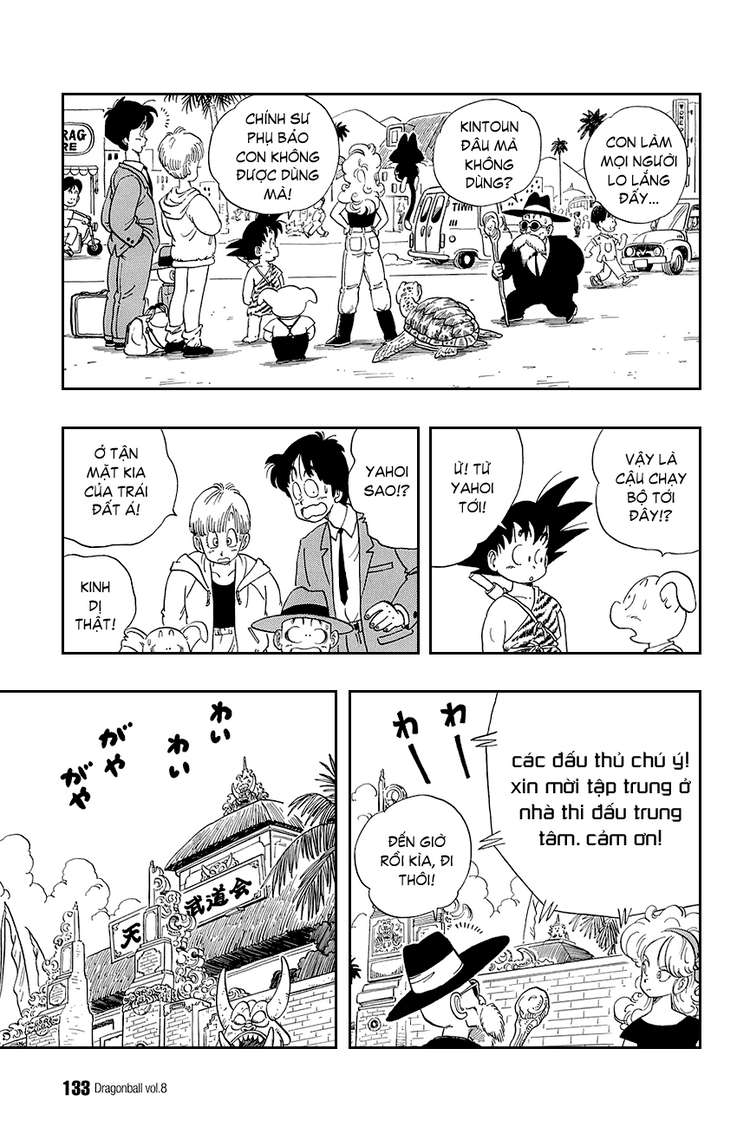 CON LÀM
MỌI NGƯỜI
LO LẮNG
ĐẤY...
KINTOUN
ĐÂU MÀ
KHÔNG
DÙNG?
CHÍNH SƯ
PHỤ BẢO
CON KHÔNG
ĐƯỢC DÙNG
MÀ!
VẬY LÀ
CẬU CHẠY
BỘ TỚI
ĐÂY!?
Ừ! TỪ
YAHOI
TỚI!
YAHOI
SAO!?
Ở TẬN
MẶT KIA
CỦA TRÁI
ĐẤT Á!
KINH
DỊ
THẬT!
các đấu thủ chú ý!
xin mời tập trung ở
nhà thi đấu trung
tâm. cảm ơn!
わー
わー
ĐẾN GIỜ
RỒI KÌA, ĐI
THÔI!
わい
わい
がや
がや
天
武道会
133 Dragonball vol.8